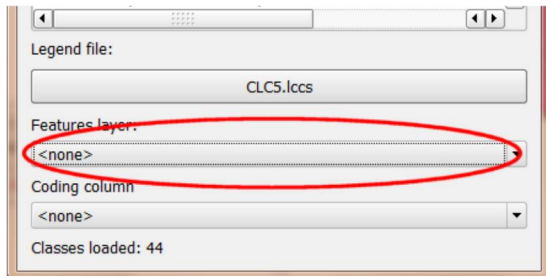 Legend file:
CLC5.lccs
Features layer:
<none>
Coding column
<none>
Classes loaded: 44